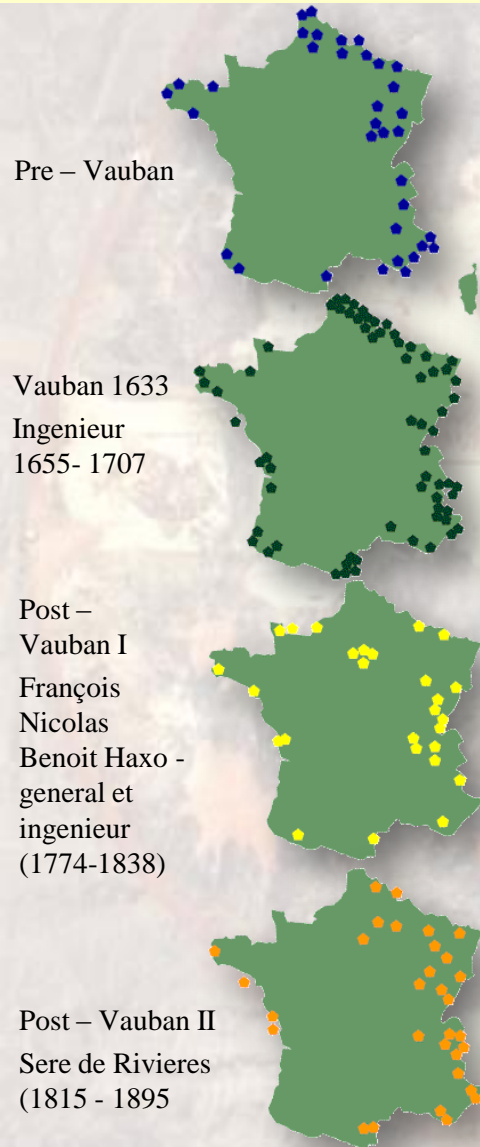 Pre – Vauban
Vauban 1633
Ingenieur
1655- 1707
Post –
Vauban I
François
Nicolas
Benoit Haxo -
general et
ingenieur
(1774-1838)
Post – Vauban II
Sere de Rivieres
(1815 - 1895